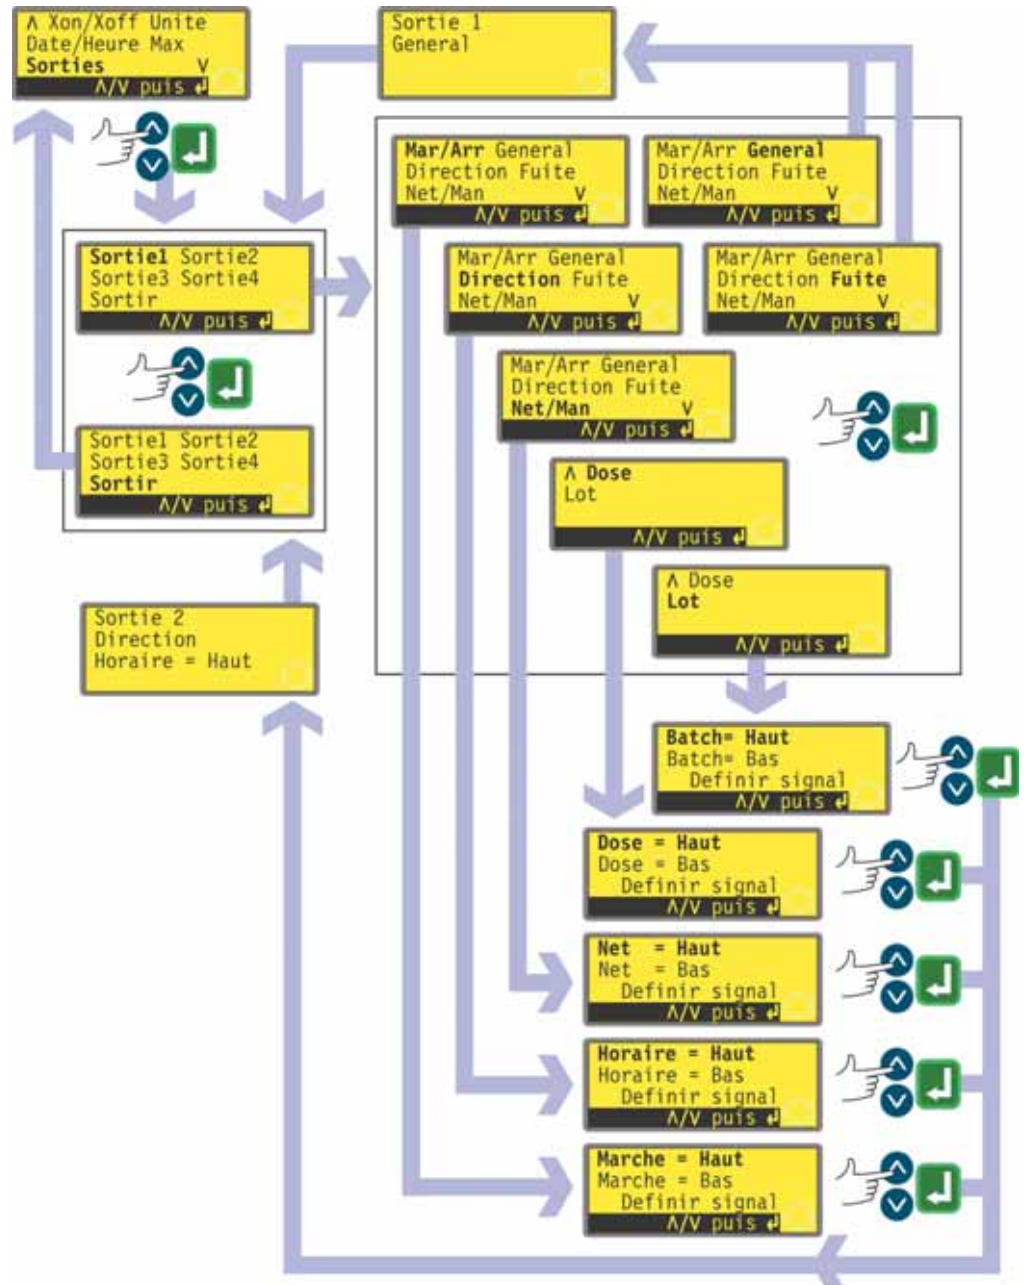 Λ Xon/Xoff Unite
Date/Heure Max
Sorties V
Λ/V puis ↲
Sortie 1
General
Mar/Arr General
Direction Fuite
Net/Man V
Λ/V puis ↲
Mar/Arr General
Direction Fuite
Net/Man V
Λ/V puis ↲
Sortie1 Sortie2
Sortie3 Sortie4
Sortir
Λ/V puis ↲
Mar/Arr General
Direction Fuite
Net/Man V
Λ/V puis ↲
Mar/Arr General
Direction Fuite
Net/Man V
Λ/V puis ↲
Mar/Arr General
Direction Fuite
Net/Man V
Λ/V puis ↲
Sortie1 Sortie2
Sortie3 Sortie4
Sortir
Λ/V puis ↲
Λ Dose
Lot
Λ/V puis ↲
Λ Dose
Lot
Λ/V puis ↲
Sortie 2
Direction
Horaire = Haut
Batch= Haut
Batch= Bas
Definir signal
Λ/V puis ↲
Dose = Haut
Dose = Bas
Definir signal
Λ/V puis ↲
Net = Haut
Net = Bas
Definir signal
Λ/V puis ↲
Horaire = Haut
Horaire = Bas
Definir signal
Λ/V puis ↲
Marche = Haut
Marche = Bas
Definir signal
Λ/V puis ↲